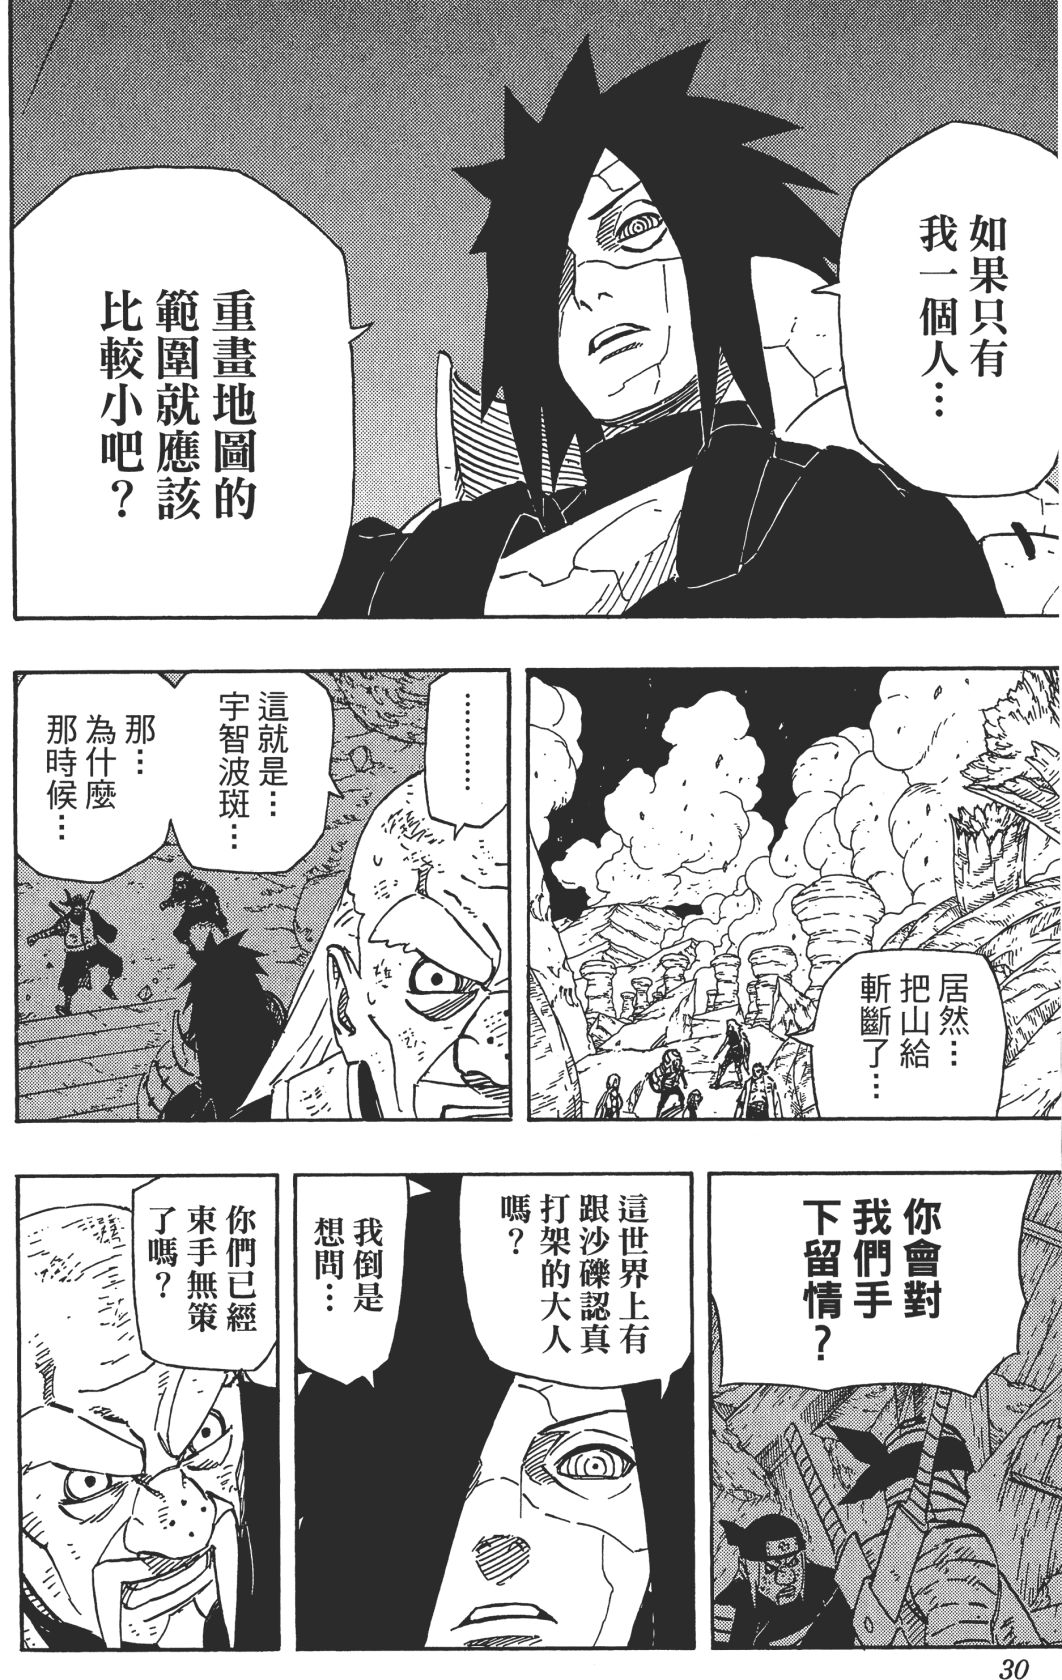 如果只有
我一個人…
重畫地圖的
範圍就應該
比較小吧？
居然…
把山給
斬斷了…
………
這就是…
宇智波斑…
那…
為什麼
那時候…
你會對
我們手
下留情？
這世界上有
跟沙礫認真
打架的大人
嗎？
我倒是
想問…
你們已經
束手無策
了嗎？
30